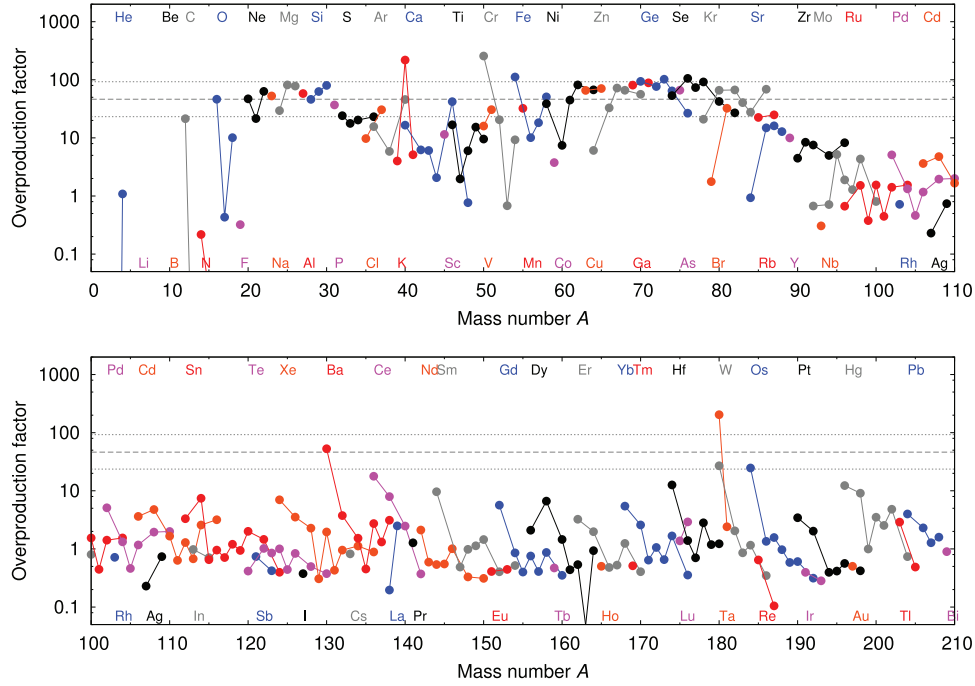 1000
100
10
1
0.1
Overproduction factor
He Be C O Ne Mg Si S Ar Ca Ti Cr Fe Ni Zn Ge Se Kr Sr Zr Mo Ru Pd Cd
Li B N F Na Al P Cl K Sc V Mn Co Cu Ga As Br Rb Y Nb Rh Ag
0 10 20 30 40 50 60 70 80 90 100 110
Mass number A
1000
100
10
1
0.1
Overproduction factor
Pd Cd Sn Te Xe Ba Ce Nd Sm Gd Dy Er Yb Tm Hf W Os Pt Hg Pb
Rh Ag In Sb I Cs La Pr Eu Tb Ho Lu Ta Re Ir Au Tl Bi
100 110 120 130 140 150 160 170 180 190 200 210
Mass number A